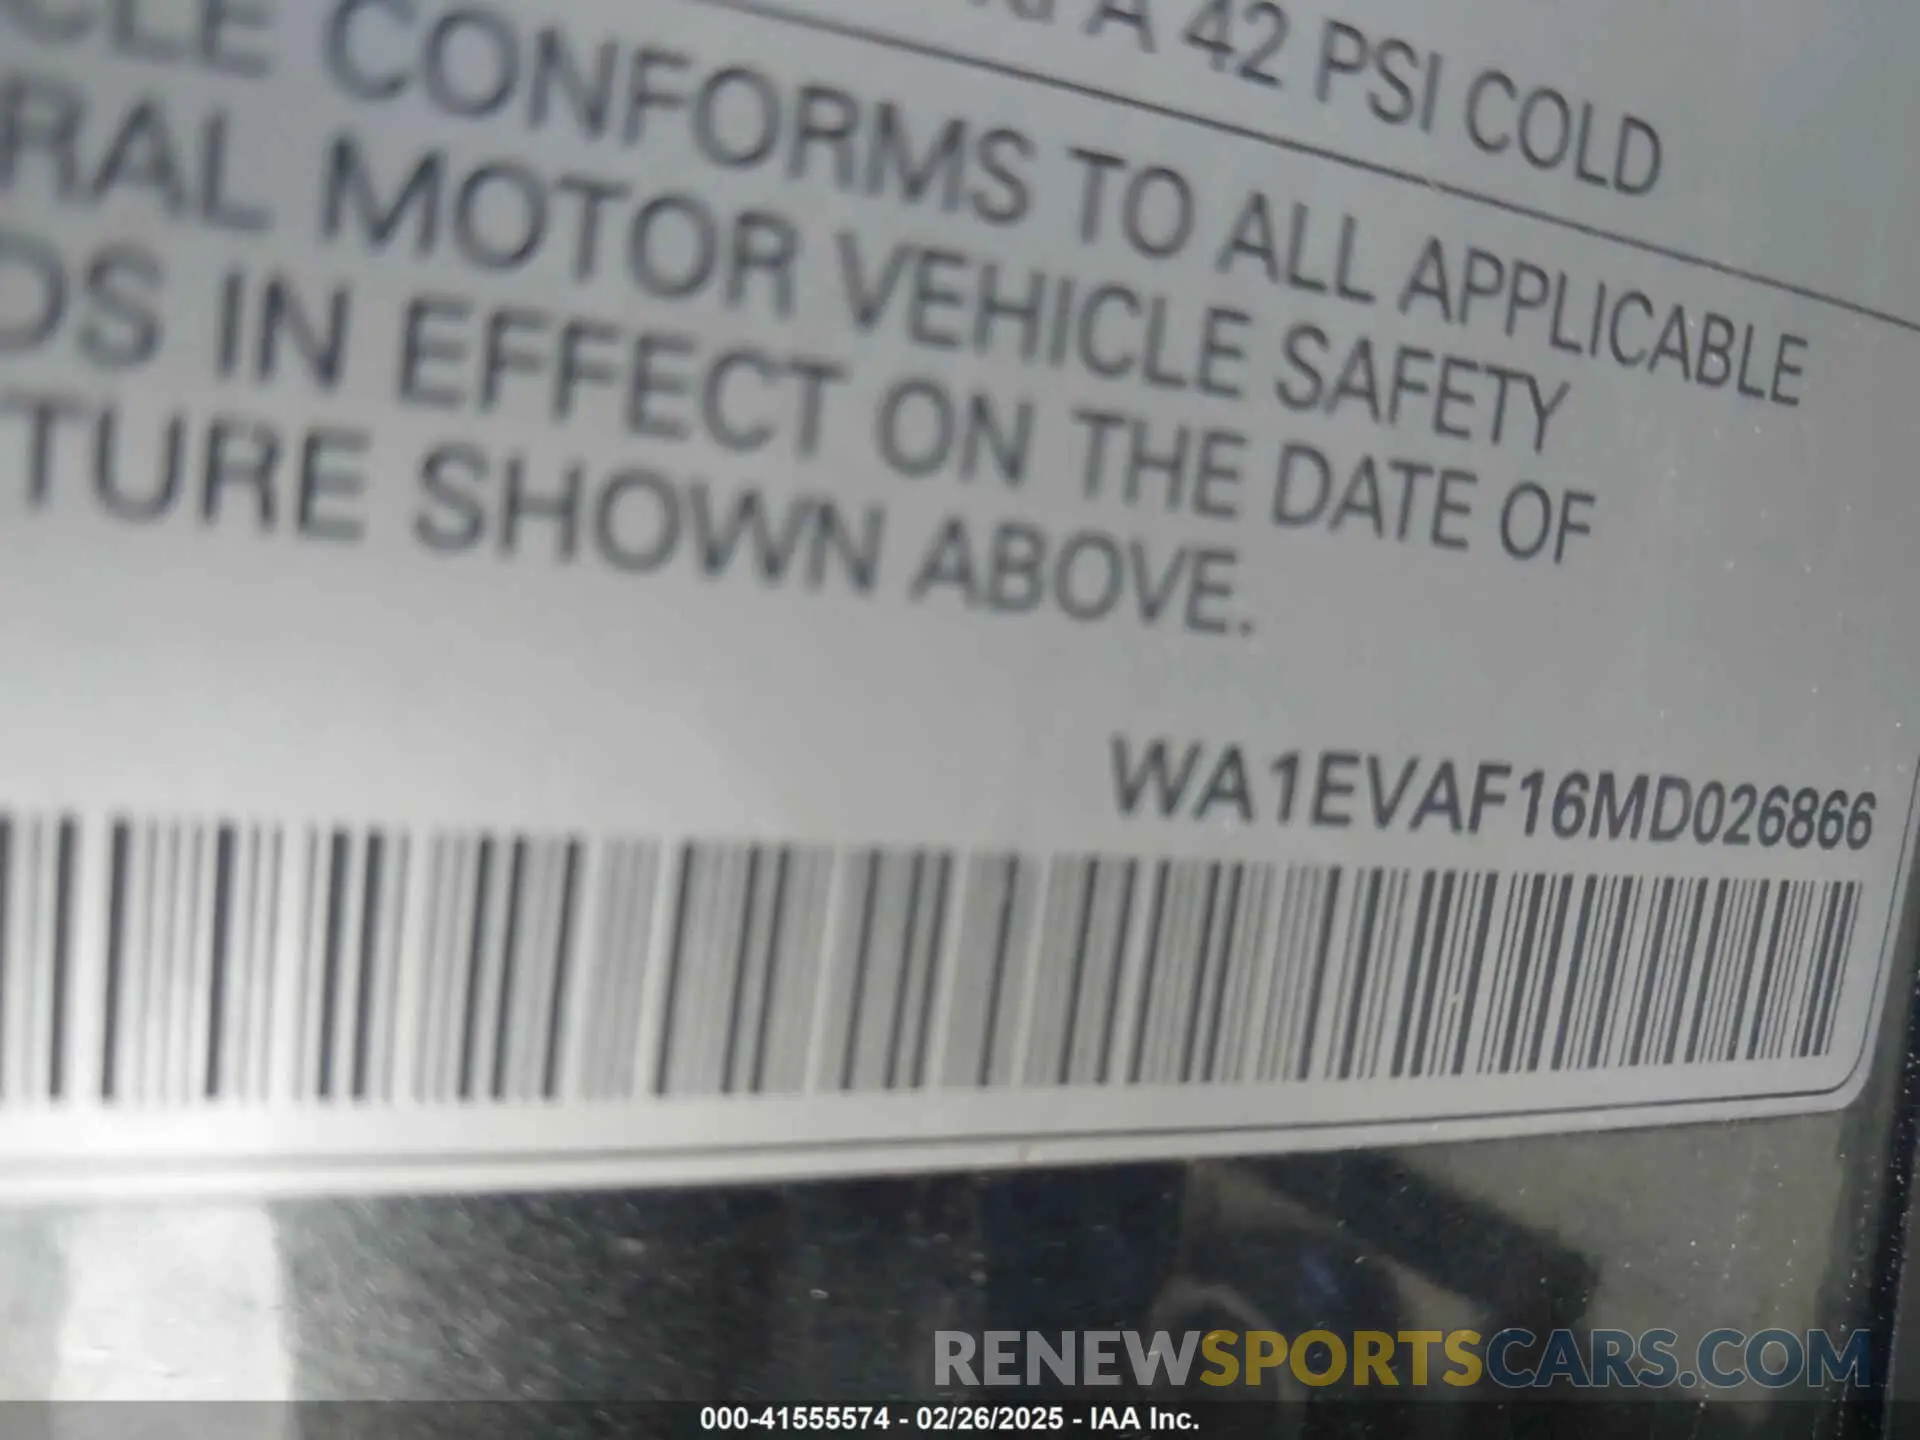 A 42 PSI COLD
CLE CONFORMS TO ALL APPLICABLE
RAL MOTOR VEHICLE SAFETY
DS IN EFFECT ON THE DATE OF
TURE SHOWN ABOVE.
WA1EVAF16MD026866
RENEWSPORTSCARS.COM
000-41555574 - 02/26/2025 - IAA Inc.